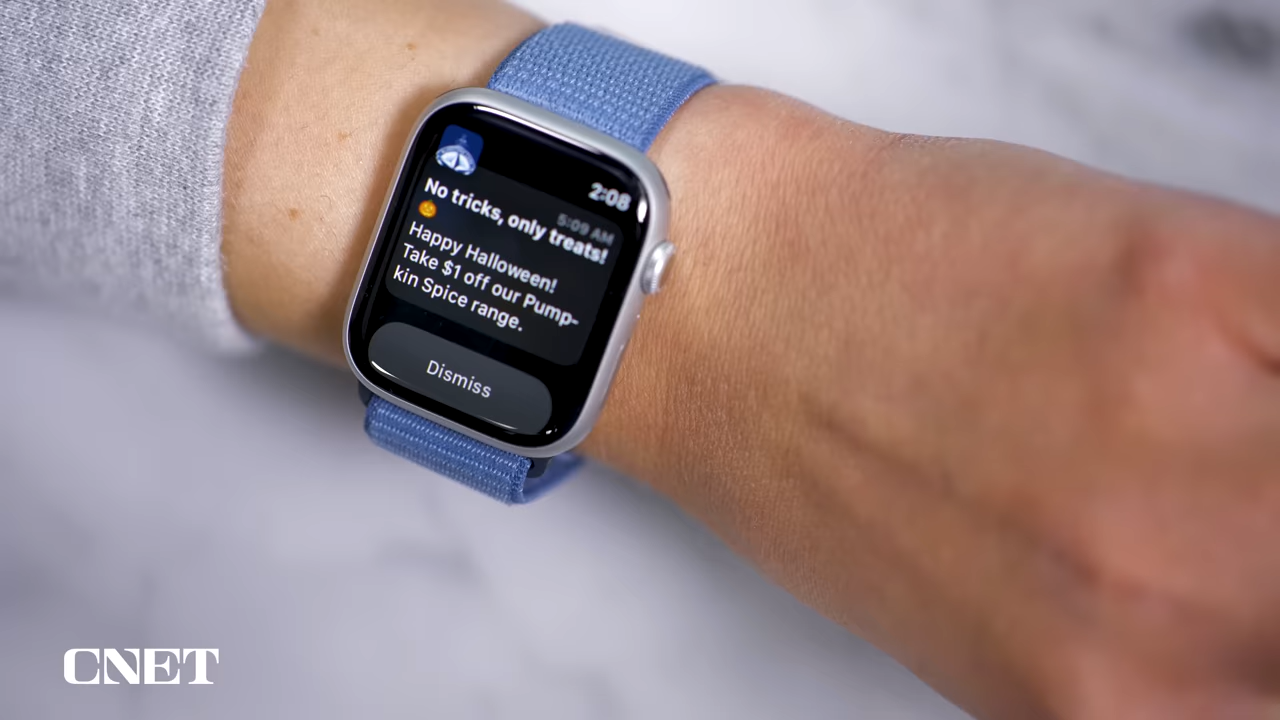 2:08
5:09 AM
No tricks, only treats!
🎃
Happy Halloween!
Take $1 off our Pump-
kin Spice range.
Dismiss
CNET